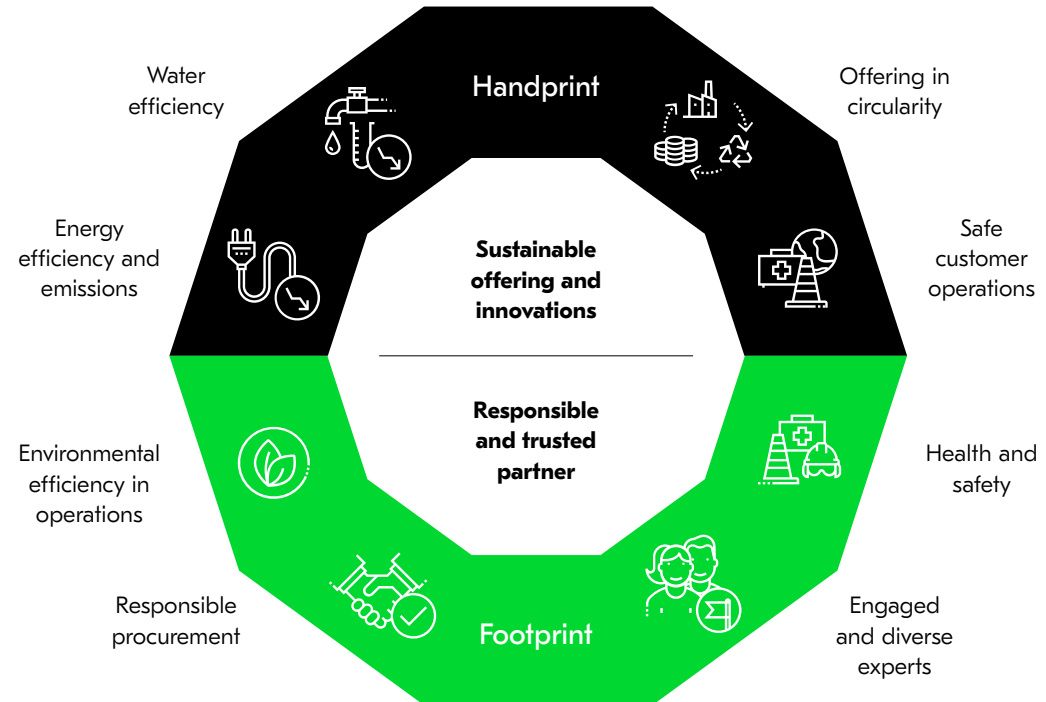 Handprint
Water
efficiency
Offering in
circularity
Energy
efficiency and
emissions
Safe
customer
operations
Sustainable
offering and
innovations
Responsible
and trusted
partner
Environmental
efficiency in
operations
Health and
safety
Responsible
procurement
Engaged
and diverse
experts
Footprint